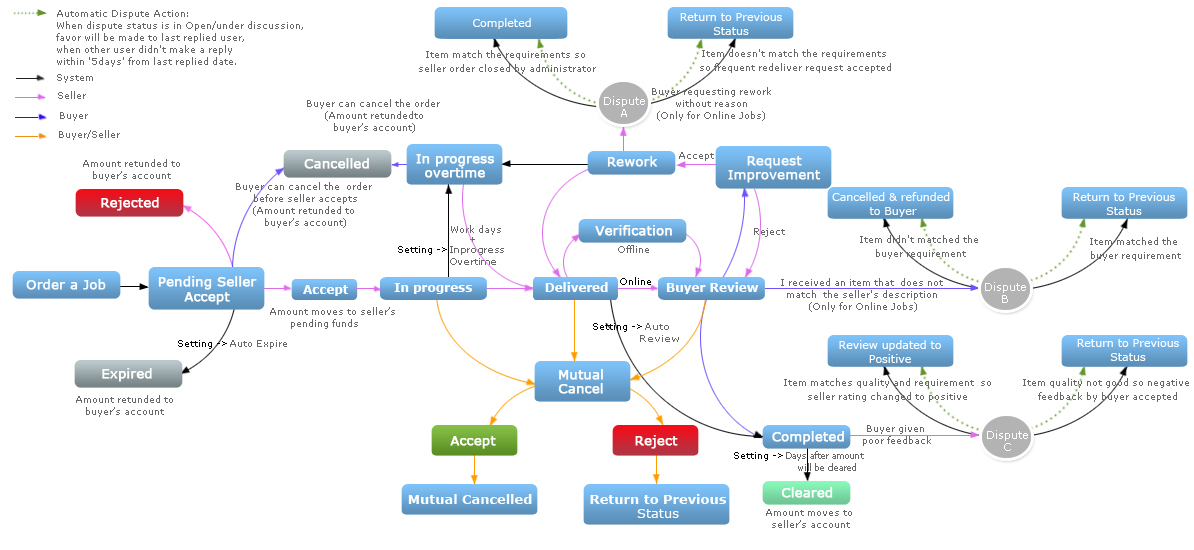 Automatic Dispute Action:
When dispute status is in Open/under discussion,
favor will be made to last replied user,
when other user didn't make a reply
within '5days' from last replied date.
System
Seller
Buyer
Buyer/Seller
Completed
Return to Previous
Status
Item match the requirements so
seller order closed by administrator
Item doesn't match the requirements
so frequent redeliver request accepted
Dispute
A
Buyer requesting rework
without reason
(Only for Online Jobs)
Buyer can cancel the order
(Amount retundedto
buyer's account)
Cancelled
In progress
overtime
Rework
Accept
Request
Improvement
Amount retunded to
buyer's account
Rejected
Buyer can cancel the order
before seller accepts
(Amount retunded to
buyer's account)
Work days
+
Setting -> Inprogress
Overtime
Verification
Offline
Reject
Cancelled & refunded
to Buyer
Return to Previous
Status
Item didn't matched the
buyer requirement
Item matched the
buyer requirement
Order a Job
Pending Seller
Accept
Accept
In progress
Delivered
Online
Buyer Review
I received an item that does not
match the seller's description
(Only for Online Jobs)
Dispute
B
Amount moves to seller's
pending funds
Setting -> Auto Expire
Setting -> Auto
Review
Expired
Amount retunded to
buyer's account
Mutual
Cancel
Review updated to
Positive
Return to Previous
Status
Item matches quality and requirement so
seller rating changed to positive
Item quality not good so negative
feedback by buyer accepted
Accept
Reject
Completed
Buyer given
poor feedback
Dispute
C
Setting -> Days after amount
will be cleared
Mutual Cancelled
Return to Previous
Status
Cleared
Amount moves to
seller's account